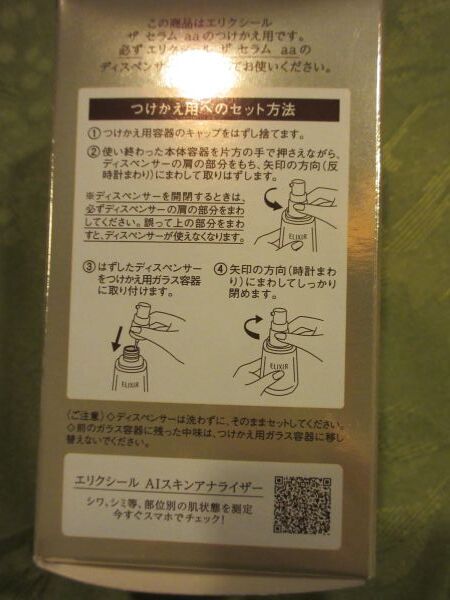 この商品はエリクシール
ザ セラム aaのつけかえ用です。
必ずエリクシール ザ セラム aaの
ディスペンサー てお使いください。
つけかえ用へのセット方法
①つけかえ用容器のキャップをはずし捨てます。
②使い終わった本体容器を片方の手で押さえながら、
ディスペンサーの肩の部分をもち、矢印の方向(反
時計まわり)にまわして取りはずします。
※ディスペンサーを開閉するときは、
必ずディスペンサーの肩の部分をまわ
してください。誤って上の部分をまわ
すと、ディスペンサーが使えなくなります。
ELIXIR
③はずしたディスペンサー
をつけかえ用ガラス容器
に取り付けます。
ELIXIR
④矢印の方向(時計まわ
り)にまわしてしっかり
閉めます。
ELIXIR
〈ご注意〉◇ディスペンサーは洗わずに、そのままセットしてください。
◇前のガラス容器に残った中味は、つけかえ用ガラス容器に移し
替えないでください。
エリクシール AIスキンアナライザー
シワ、シミ等、部位別の肌状態を測定
今すぐスマホでチェック!